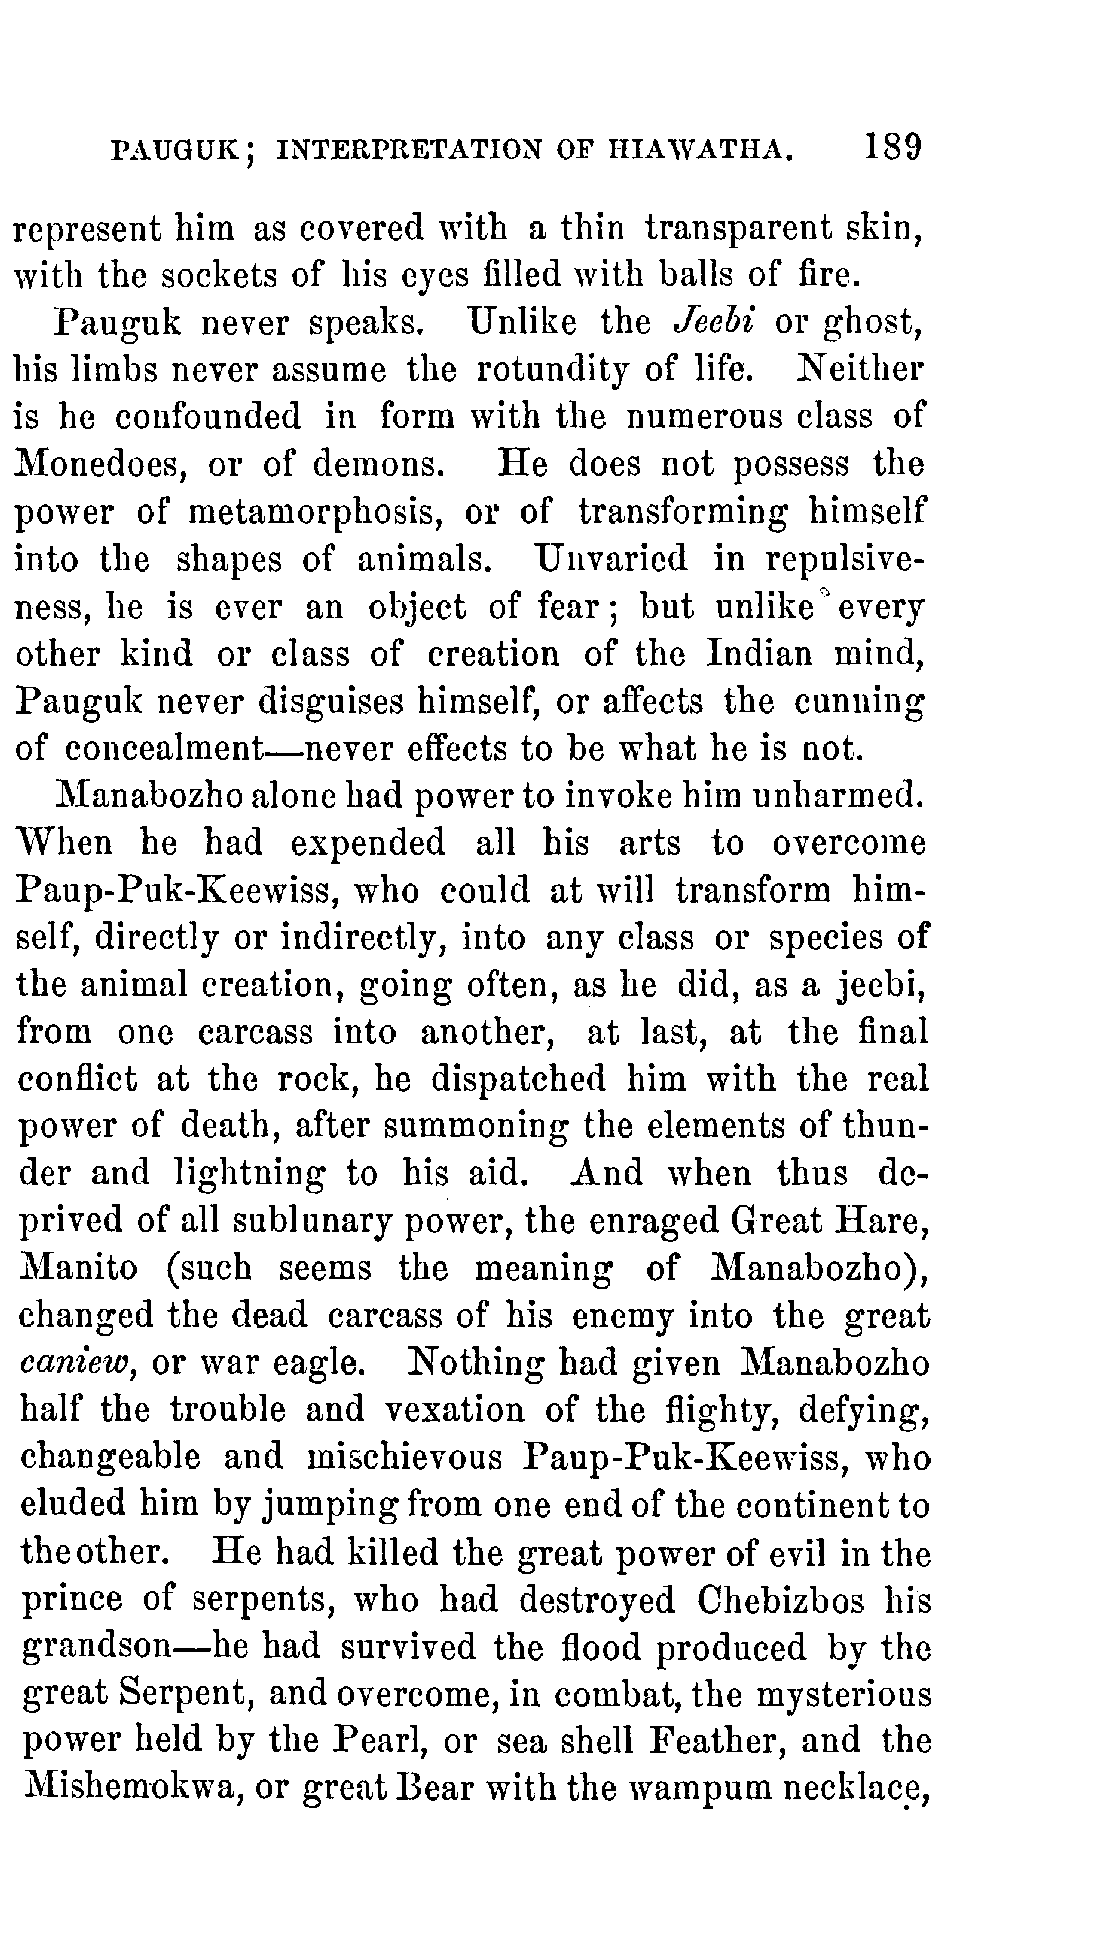 PAUGUK; INTERPRETATION OF HIAWATHA. 189
represent him as covered with a thin transparent skin,
with the sockets of his eyes filled with balls of fire.
Pauguk never speaks. Unlike the Jeebi or ghost,
his limbs never assume the rotundity of life. Neither
is he confounded in form with the numerous class of
Monedoes, or of demons. He does not possess the
power of metamorphosis, or of transforming himself
into the shapes of animals. Unvaried in repulsive-
ness, he is ever an object of fear; but unlike every
other kind or class of creation of the Indian mind,
Pauguk never disguises himself, or affects the cunning
of concealment—never effects to be what he is not.
Manabozho alone had power to invoke him unharmed.
When he had expended all his arts to overcome
Paup-Puk-Keewiss, who could at will transform him-
self, directly or indirectly, into any class or species of
the animal creation, going often, as he did, as a jeebi,
from one carcass into another, at last, at the final
conflict at the rock, he dispatched him with the real
power of death, after summoning the elements of thun-
der and lightning to his aid. And when thus de-
prived of all sublunary power, the enraged Great Hare,
Manito (such seems the meaning of Manabozho),
changed the dead carcass of his enemy into the great
caniew, or war eagle. Nothing had given Manabozho
half the trouble and vexation of the flighty, defying,
changeable and mischievous Paup-Puk-Keewiss, who
eluded him by jumping from one end of the continent to
the other. He had killed the great power of evil in the
prince of serpents, who had destroyed Chebizbos his
grandson—he had survived the flood produced by the
great Serpent, and overcome, in combat, the mysterious
power held by the Pearl, or sea shell Feather, and the
Mishemokwa, or great Bear with the wampum necklace,